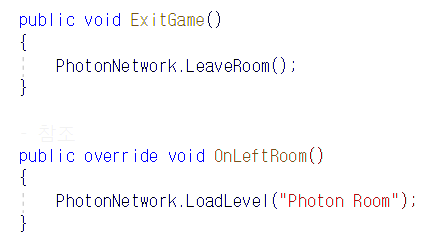 public void ExitGame()
{
PhotonNetwork.LeaveRoom();
}
- 참조
public override void OnLeftRoom()
{
PhotonNetwork.LoadLevel("Photon Room");
}